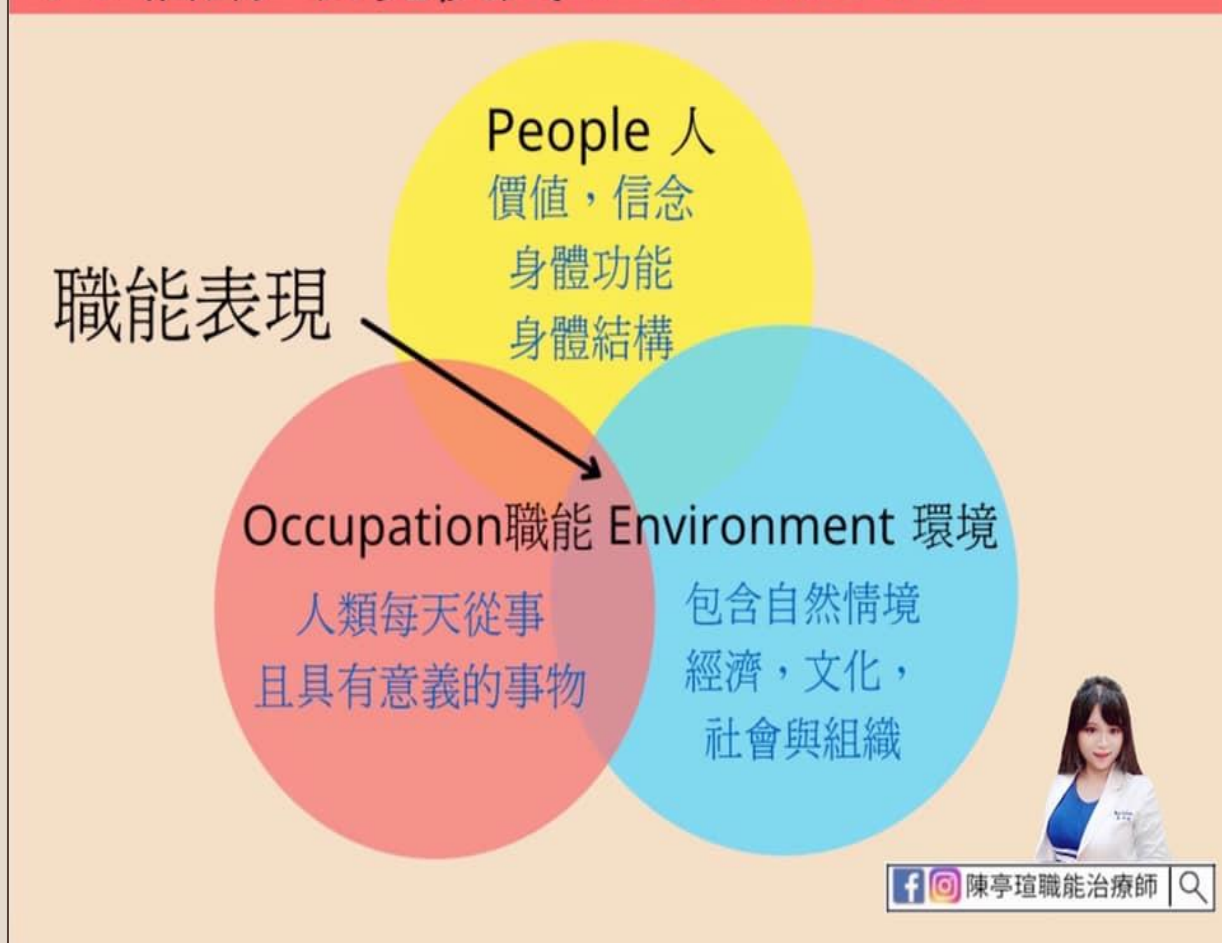 People 人
價值，信念
身體功能
身體結構
職能表現
Occupation職能
Environment 環境
人類每天從事
且具有意義的事物
包含自然情境
經濟，文化，
社會與組織
陳亭瑄職能治療師